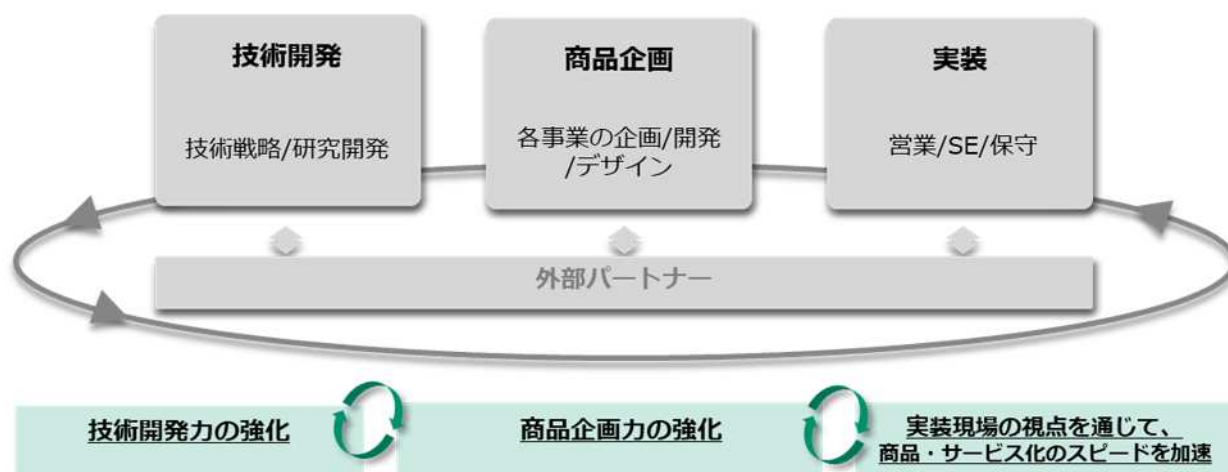 技術開発
技術戦略/研究開発
商品企画
各事業の企画/開発
/デザイン
実装
営業/SE/保守
外部パートナー
技術開発力の強化
商品企画力の強化
実装現場の視点を通じて、
商品・サービス化のスピードを加速